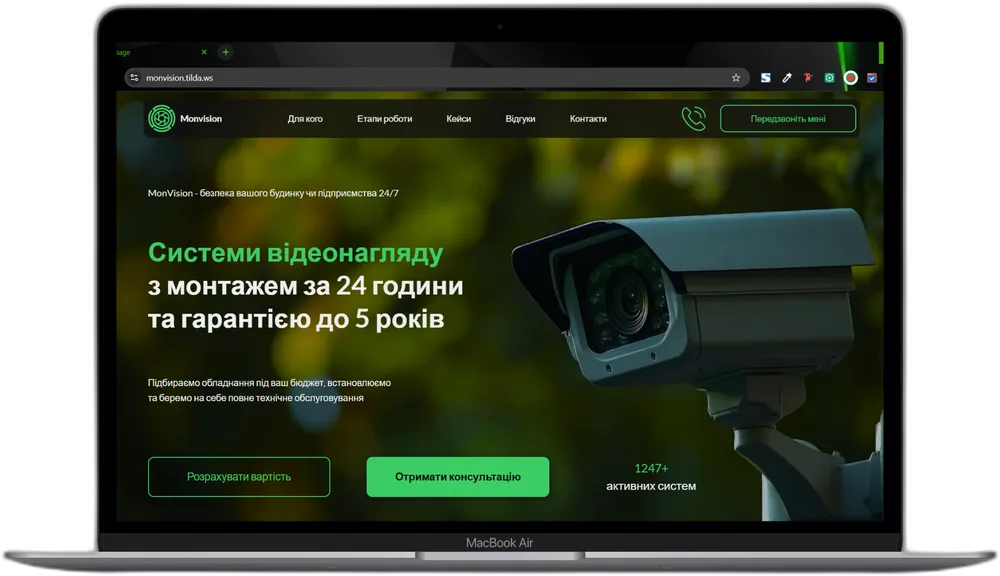 page
monvision.tilda.ws
Monvision
Для кого
Етапи роботи
Кейси
Відгуки
Контакти
Передзвоніть мені
MonVision - безпека вашого будинку чи підприємства 24/7
Системи відеонагляду
з монтажем за 24 години
та гарантією до 5 років
Підбираємо обладнання під ваш бюджет, встановлюємо
та беремо на себе повне технічне обслуговування
Розрахувати вартість
Отримати консультацію
1247+
активних систем
MacBook Air